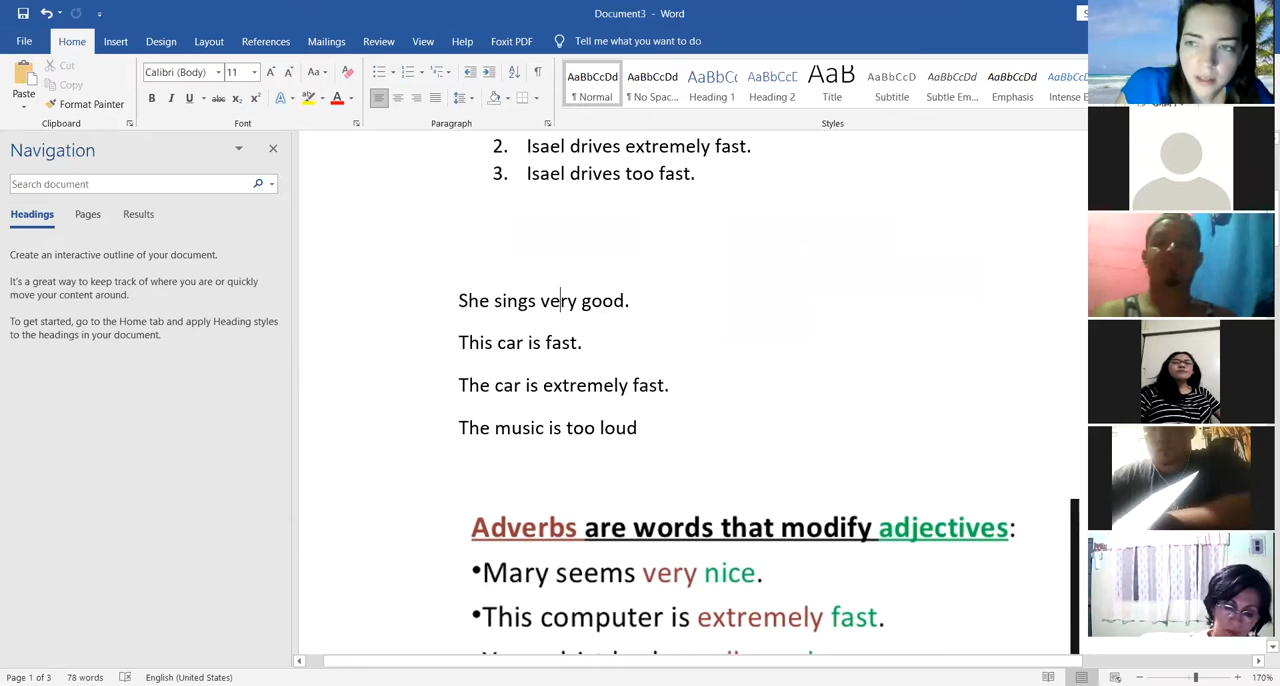 Document3 - Word
File Home Insert Design Layout References Mailings Review View Help Foxit PDF Tell me what you want to do
Paste
Cut
Copy
Format Painter
Clipboard
Calibri (Body) 11
Font
Paragraph
AaBbCcDd AaBbCcDd AaBbCc AaBbCcD AaB AaBbCcD AaBbCcDd AaBbCcDd
¶ Normal ¶ No Spac... Heading 1 Heading 2 Title Subtitle Subtle Em... Emphasis Intense E
Styles
Navigation
Search document
Headings Pages Results
Create an interactive outline of your document.
It's a great way to keep track of where you are or quickly
move your content around.
To get started, go to the Home tab and apply Heading styles
to the headings in your document.
2. Isael drives extremely fast.
3. Isael drives too fast.
She sings very good.
This car is fast.
The car is extremely fast.
The music is too loud
Adverbs are words that modify adjectives:
•Mary seems very nice.
•This computer is extremely fast.
Page 1 of 3 78 words English (United States) 170%